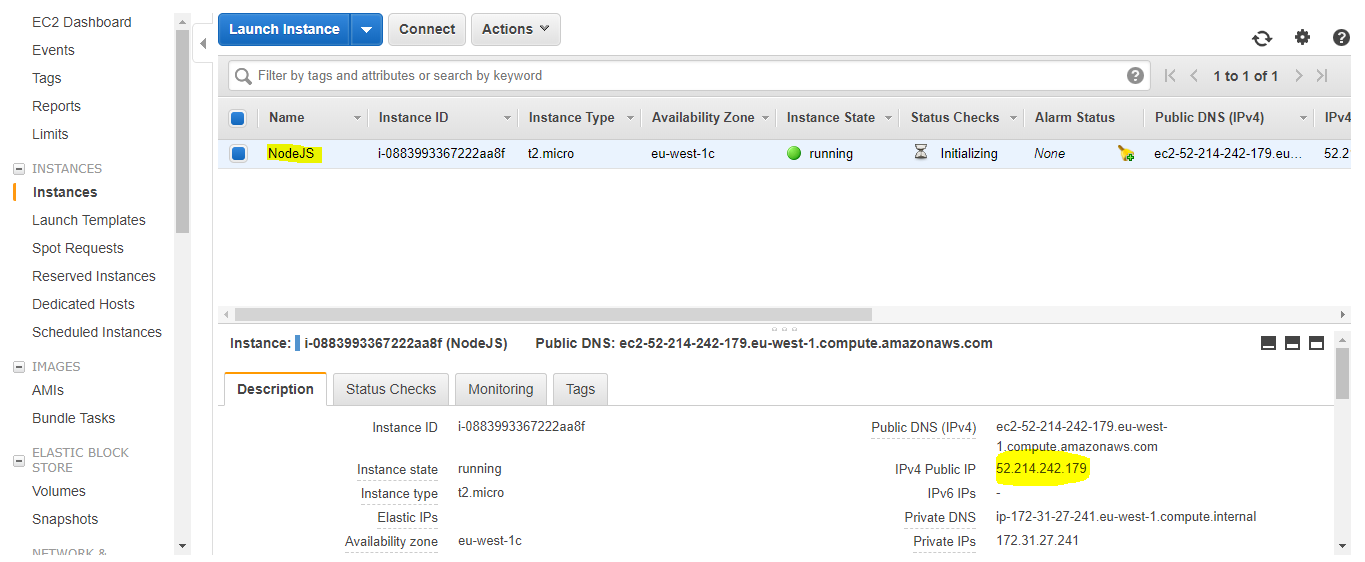 EC2 Dashboard
Events
Tags
Reports
Limits
INSTANCES
Instances
Launch Templates
Spot Requests
Reserved Instances
Dedicated Hosts
Scheduled Instances
IMAGES
AMIs
Bundle Tasks
ELASTIC BLOCK
STORE
Volumes
Snapshots
NETWORK &
Launch Instance Connect Actions
Filter by tags and attributes or search by keyword ? 1 to 1 of 1
Name Instance ID Instance Type Availability Zone Instance State Status Checks Alarm Status Public DNS (IPv4) IPv4
NodeJS i-0883993367222aa8f t2.micro eu-west-1c running Initializing None ec2-52-214-242-179.eu... 52.2
Instance: i-0883993367222aa8f (NodeJS) Public DNS: ec2-52-214-242-179.eu-west-1.compute.amazonaws.com
Description Status Checks Monitoring Tags
Instance ID i-0883993367222aa8f Public DNS (IPv4) ec2-52-214-242-179.eu-west-
1.compute.amazonaws.com
Instance state running IPv4 Public IP 52.214.242.179
Instance type t2.micro IPv6 IPs -
Elastic IPs Private DNS ip-172-31-27-241.eu-west-1.compute.internal
Availability zone eu-west-1c Private IPs 172.31.27.241